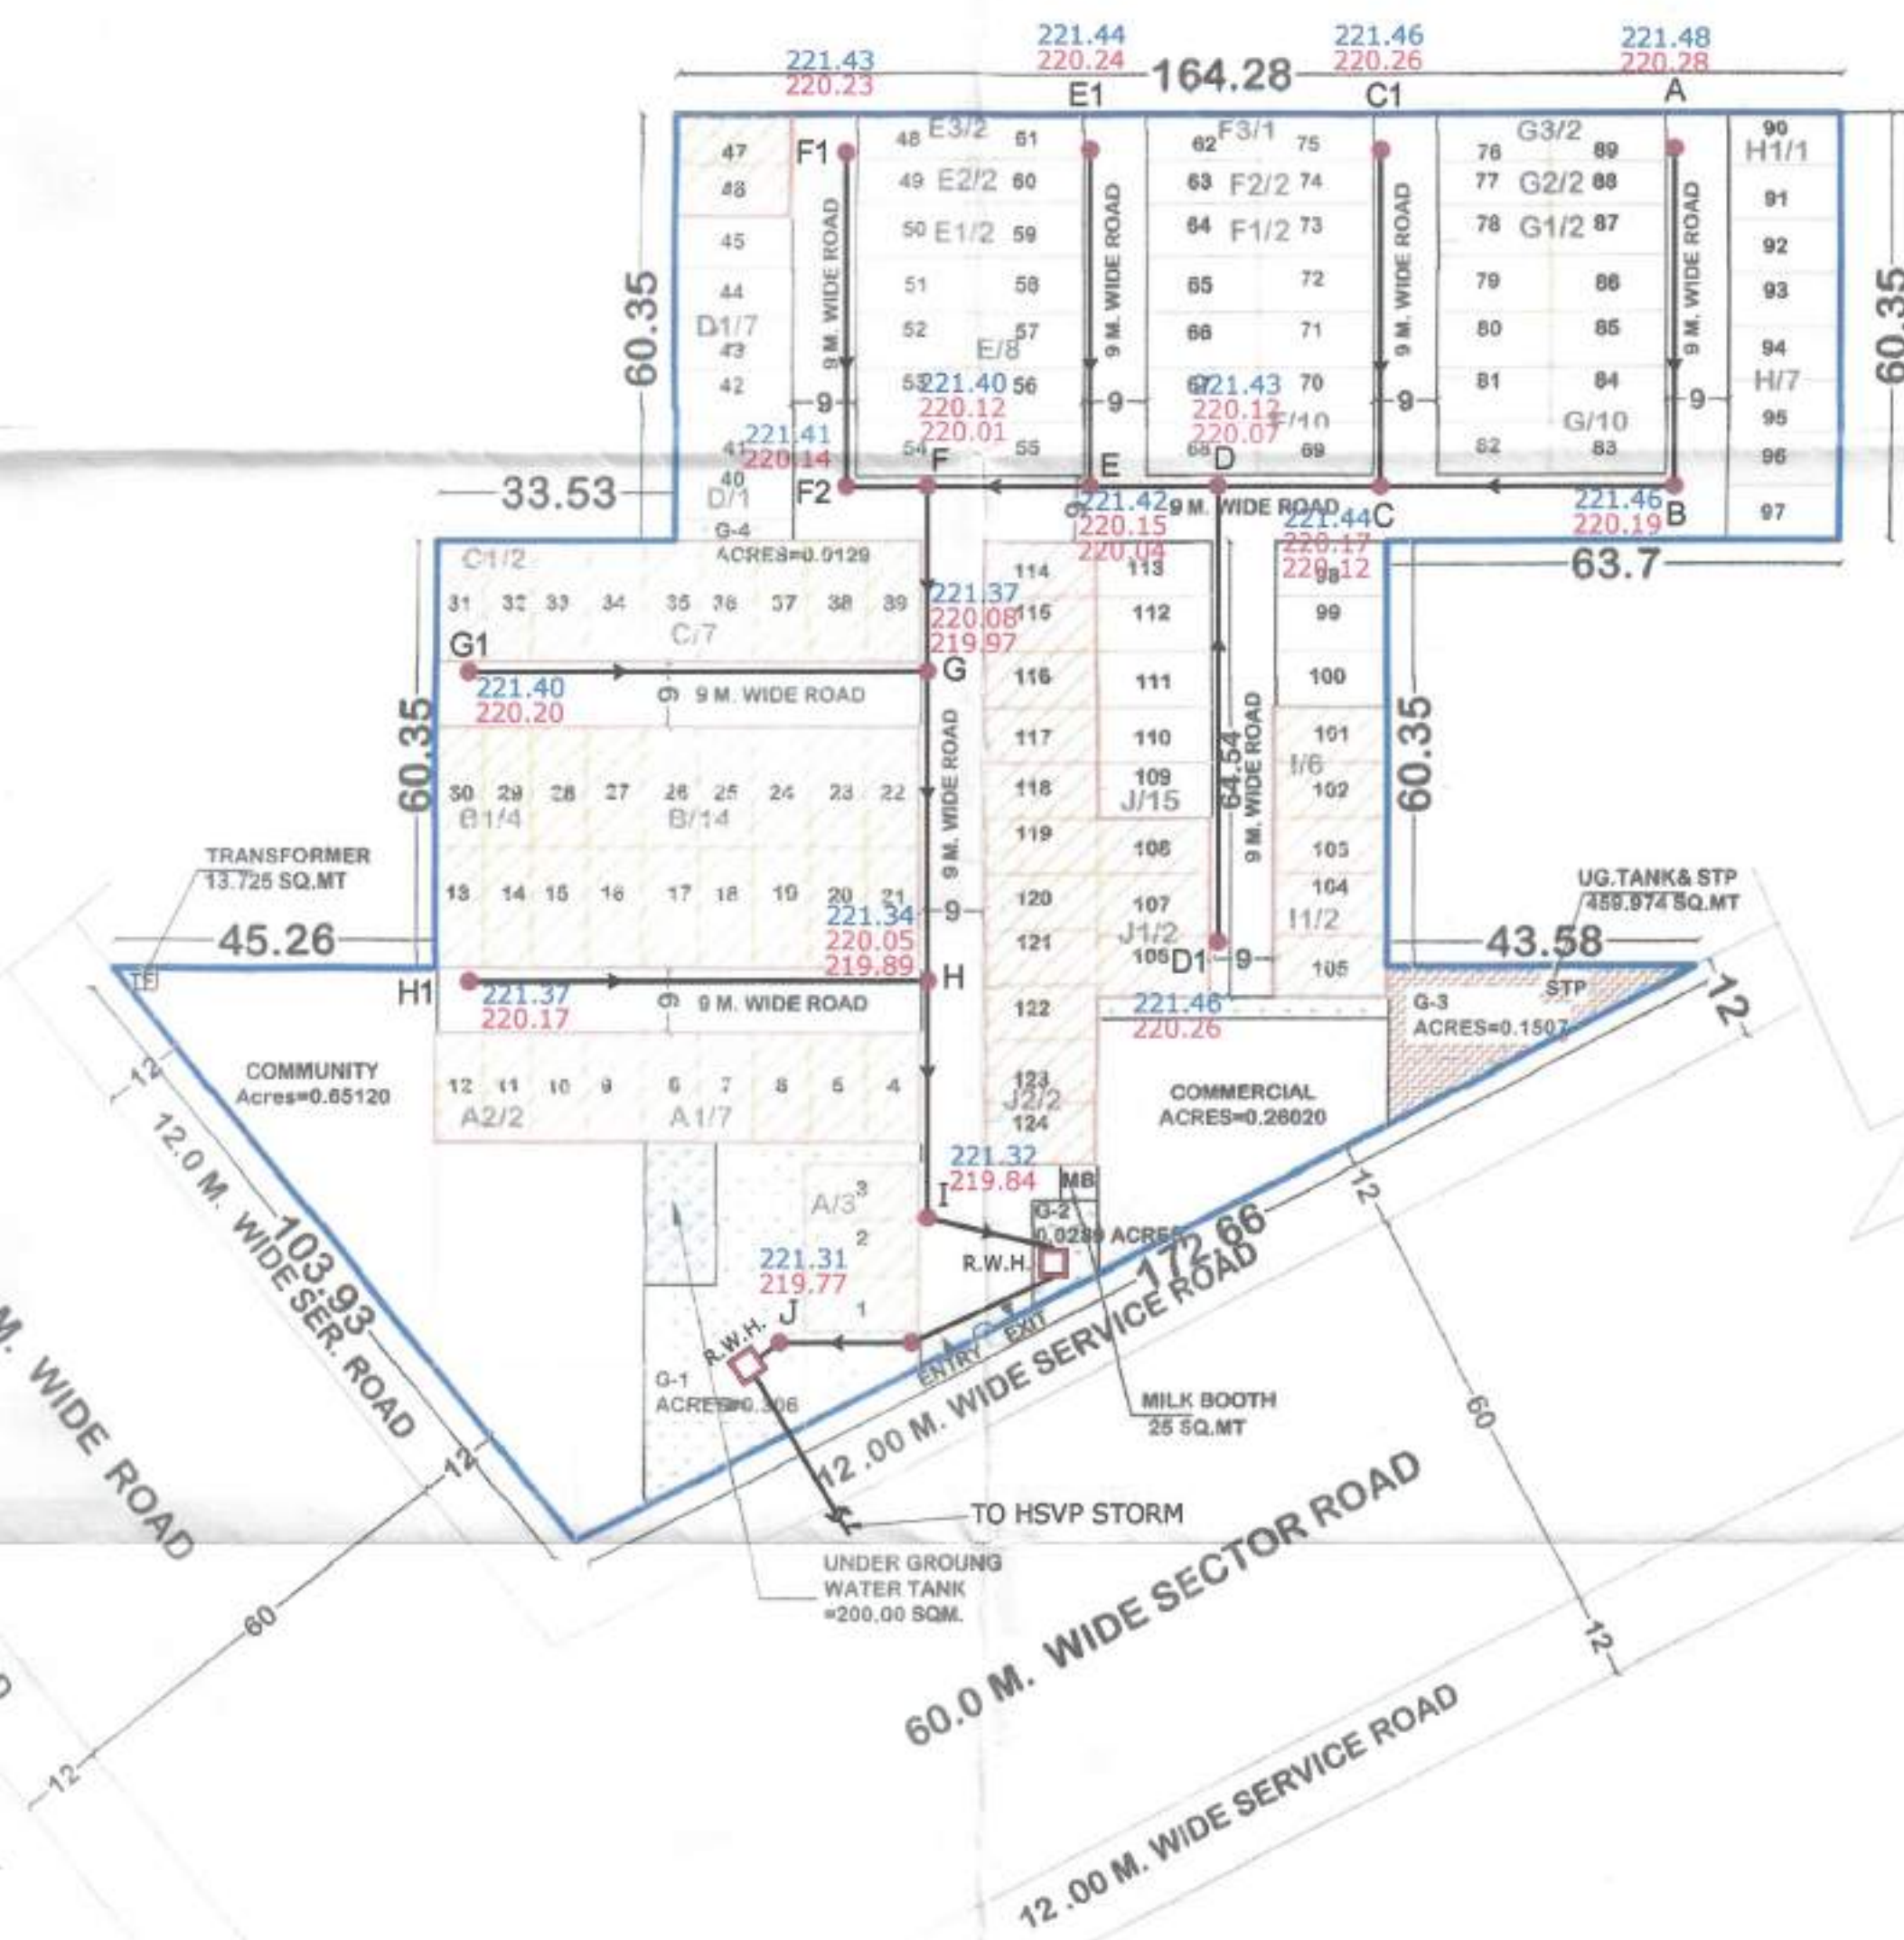 221.43
220.23
221.44
220.24
221.46
220.26
221.48
220.28
164.28
E1
C1
A
F1
47
48
45
44
D1/7
43
42
41
40
D/1
G-4
ACRES=0.0129
60.35
33.53
9 M. WIDE ROAD
9
48
E3/2
61
49
E2/2
60
50
E1/2
59
51
58
52
57
E/8
53
56
54
55
221.40
220.12
220.01
221.41
220.14
F2
F
9 M. WIDE ROAD
9
62
F3/1
75
63
F2/2
74
64
F1/2
73
65
72
66
71
67
70
68
69
F/10
221.43
220.13
220.07
E
D
9 M. WIDE ROAD
9
76
G3/2
89
77
G2/2
88
78
G1/2
87
79
86
80
85
81
84
G/10
82
83
9 M. WIDE ROAD
9
90
H1/1
91
92
93
94
H/7
95
96
97
60.35
221.42
220.15
220.04
9
9 M. WIDE ROAD
221.44
220.17
220.12
C
221.46
220.19
B
63.7
C1/2
31
32
33
34
35
36
37
38
39
C/7
G1
221.40
220.20
9
9 M. WIDE ROAD
G
221.37
220.08
219.97
60.35
30
29
28
27
26
25
24
23
22
B1/4
B/14
13
14
15
16
17
18
19
20
21
221.34
220.05
219.89
9 M. WIDE ROAD
9
114
115
116
117
118
119
120
121
122
123
J2/2
124
113
112
111
110
109
J/15
108
107
J1/2
106
D1
9
64.54
9 M. WIDE ROAD
98
99
100
101
I/6
102
103
104
I1/2
105
60.35
221.46
220.26
TRANSFORMER
13.725 SQ.MT
45.26
TF
H1
221.37
220.17
9
9 M. WIDE ROAD
H
UG.TANK& STP
459.974 SQ.MT
43.58
STP
G-3
ACRES=0.1507
12
COMMUNITY
Acres=0.65120
12
11
10
9
7
5
4
A2/2
A1/7
COMMERCIAL
ACRES=0.26020
12
12.0 M. WIDE SER. ROAD
103.93
A/3
3
2
1
221.32
219.84
I
MB
G-2
R.W.H.
172.66
12
221.31
219.77
J
R.W.H.
G-1
ENTRY
EXIT
12 .00 M. WIDE SERVICE ROAD
MILK BOOTH
25 SQ.MT
60
12
TO HSVP STORM
UNDER GROUNG
WATER TANK
=200.00 SQM.
M. WIDE ROAD
12
60
12
60.0 M. WIDE SECTOR ROAD
12 .00 M. WIDE SERVICE ROAD